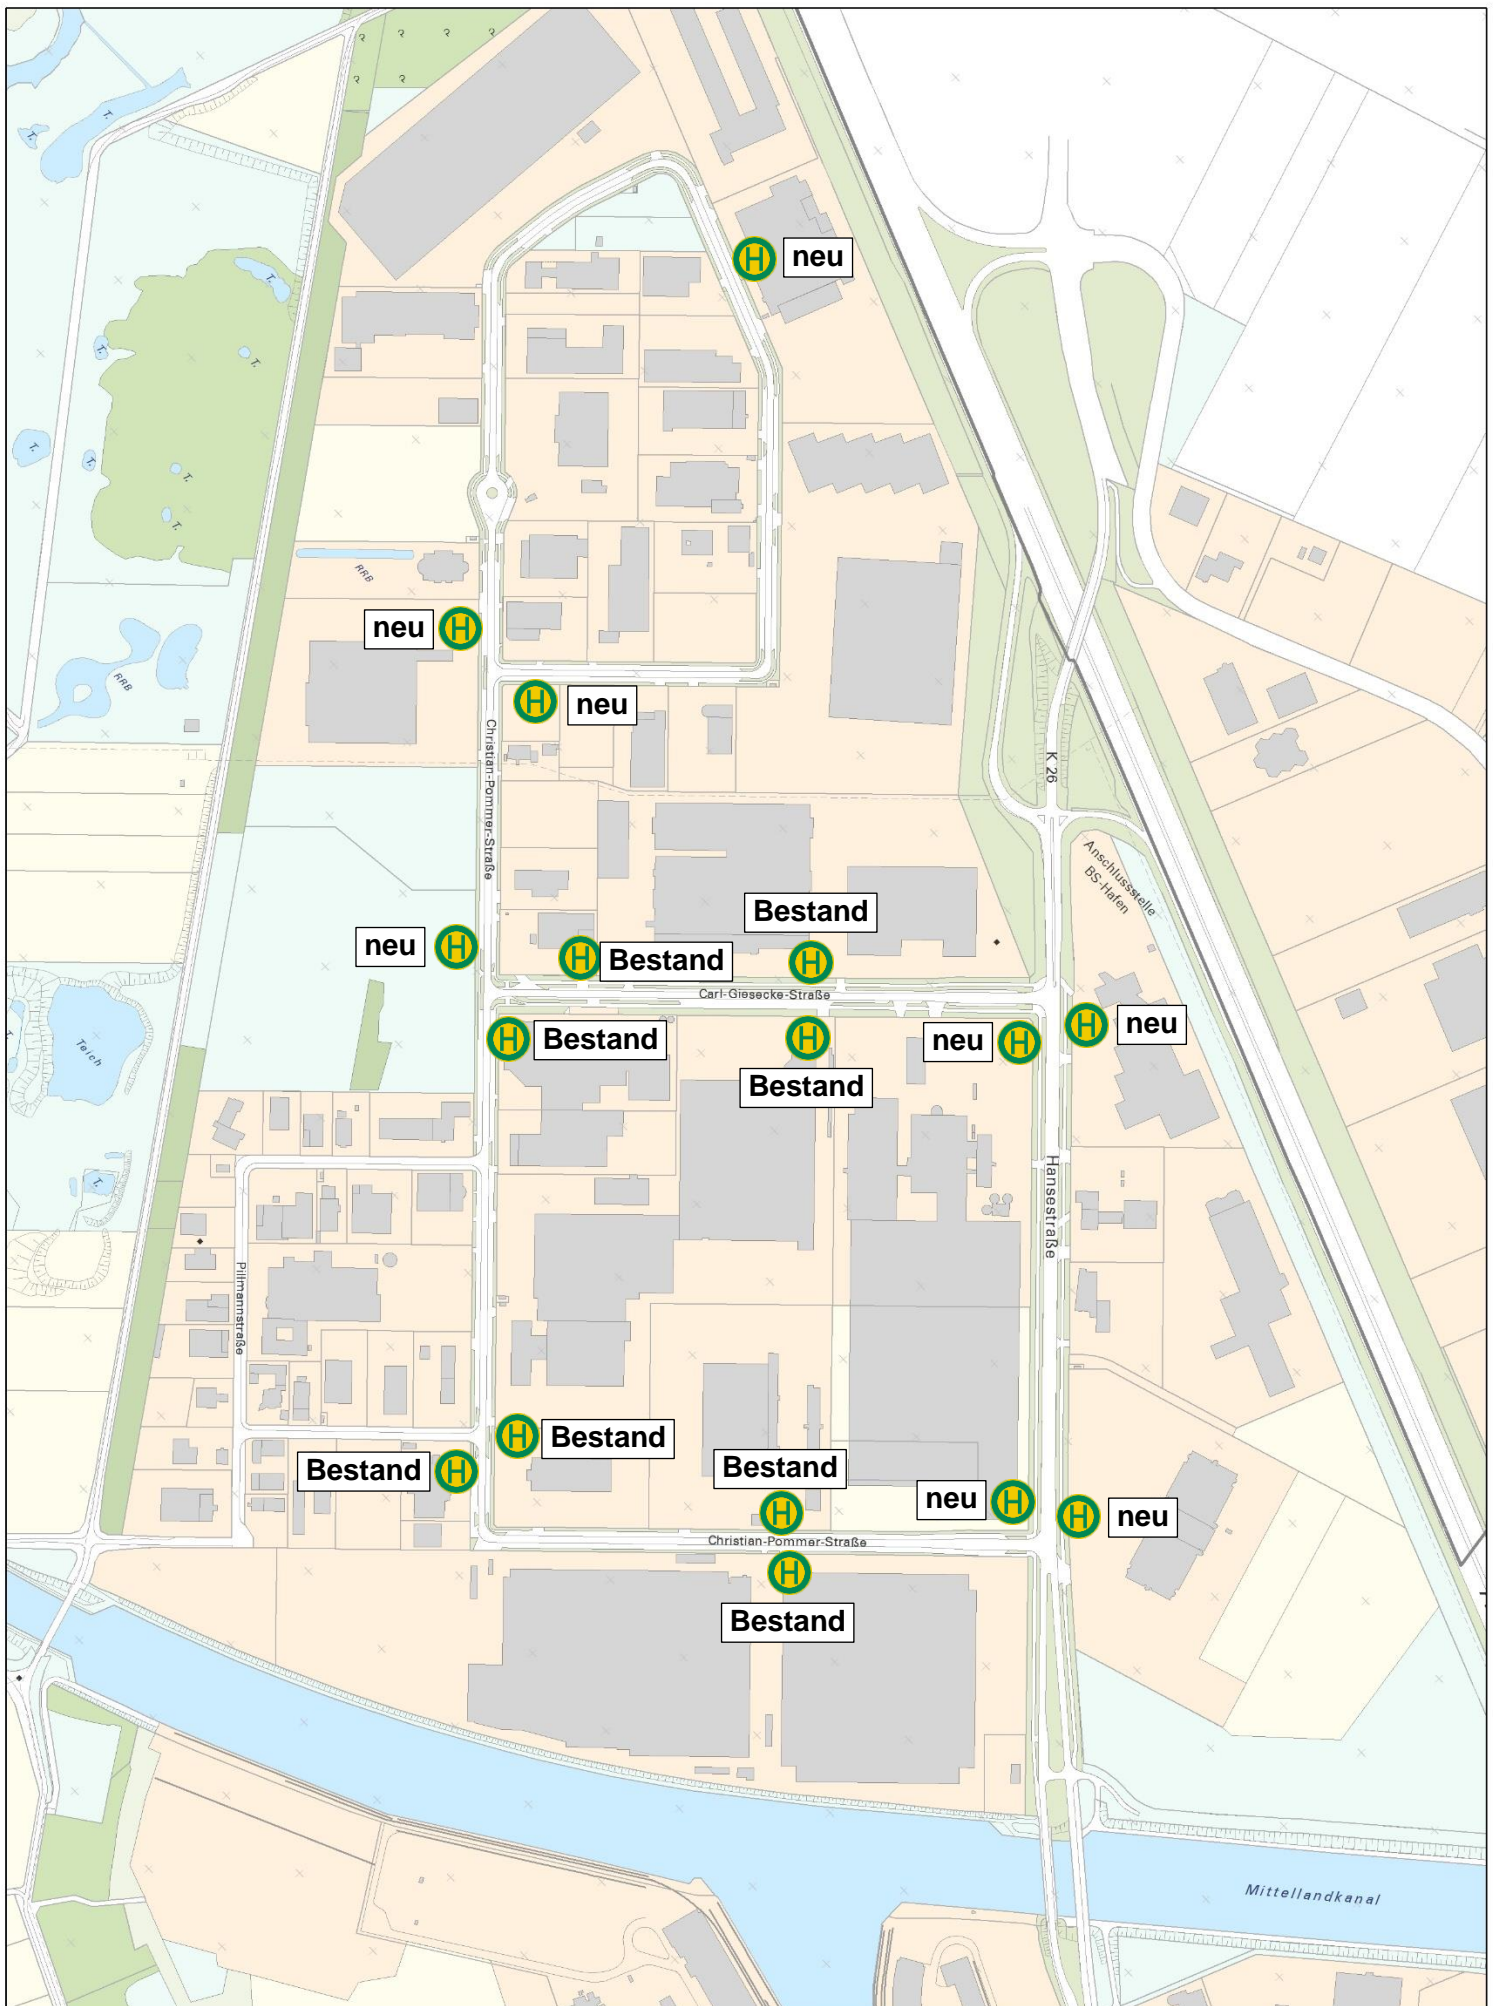 T.
T.
H neu
T.
T.
T.
T.
T.
T.
T.
RRB
neu H
RRB
H neu
Christian-Pommer-Straße
K 26
Anschlussstelle
BS-Hafen
Bestand
neu H
H Bestand
H
Carl-Giesecke-Straße
H Bestand
H
neu H
H neu
Bestand
T.
Teich
Hansestraße
T.
Pillmannstraße
H Bestand
Bestand H
Bestand
H
neu H
H neu
Christian-Pommer-Straße
H
Bestand
Mittellandkanal